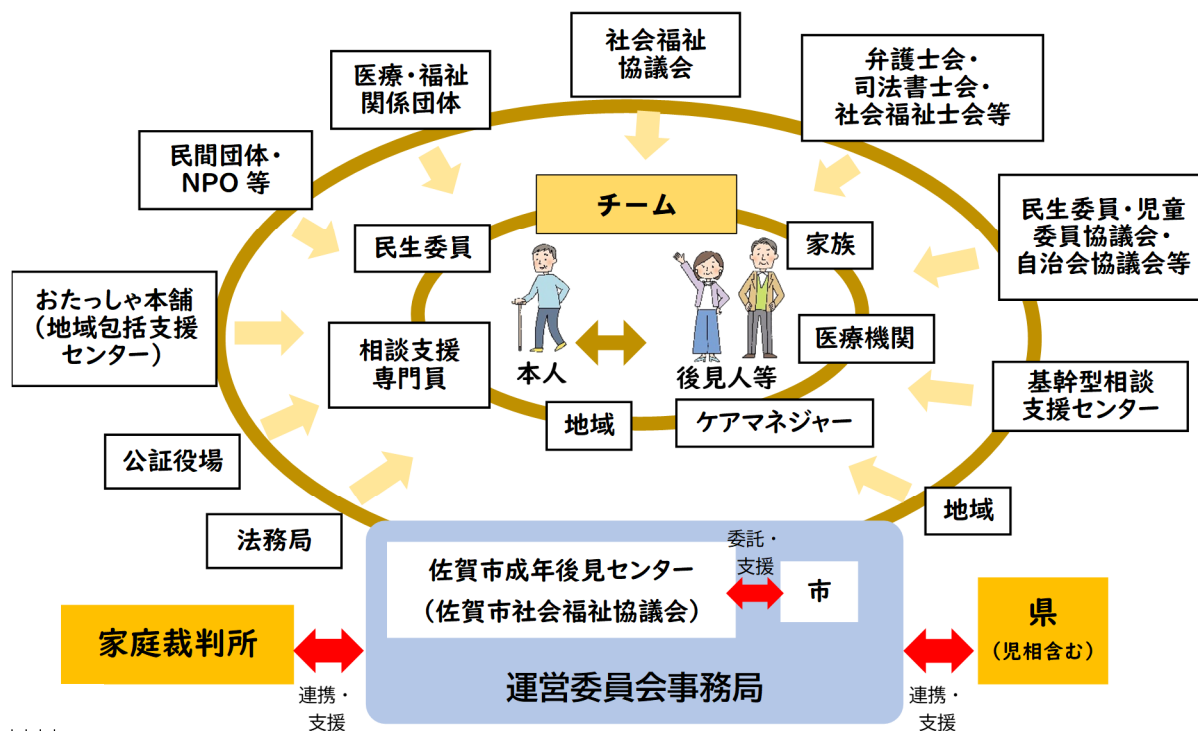 社会福祉
協議会
医療・福祉
関係団体
弁護士会・
司法書士会・
社会福祉士会等
民間団体・
NPO 等
チーム
民生委員・児童
委員協議会・
自治会協議会等
民生委員
家族
おたっしゃ本舗
(地域包括支援
センター)
相談支援
専門員
本人
後見人等
医療機関
基幹型相談
支援センター
地域
ケアマネジャー
公証役場
法務局
地域
佐賀市成年後見センター
(佐賀市社会福祉協議会)
委託・
支援
市
家庭裁判所
連携・
支援
運営委員会事務局
県
(児相含む)
連携・
支援